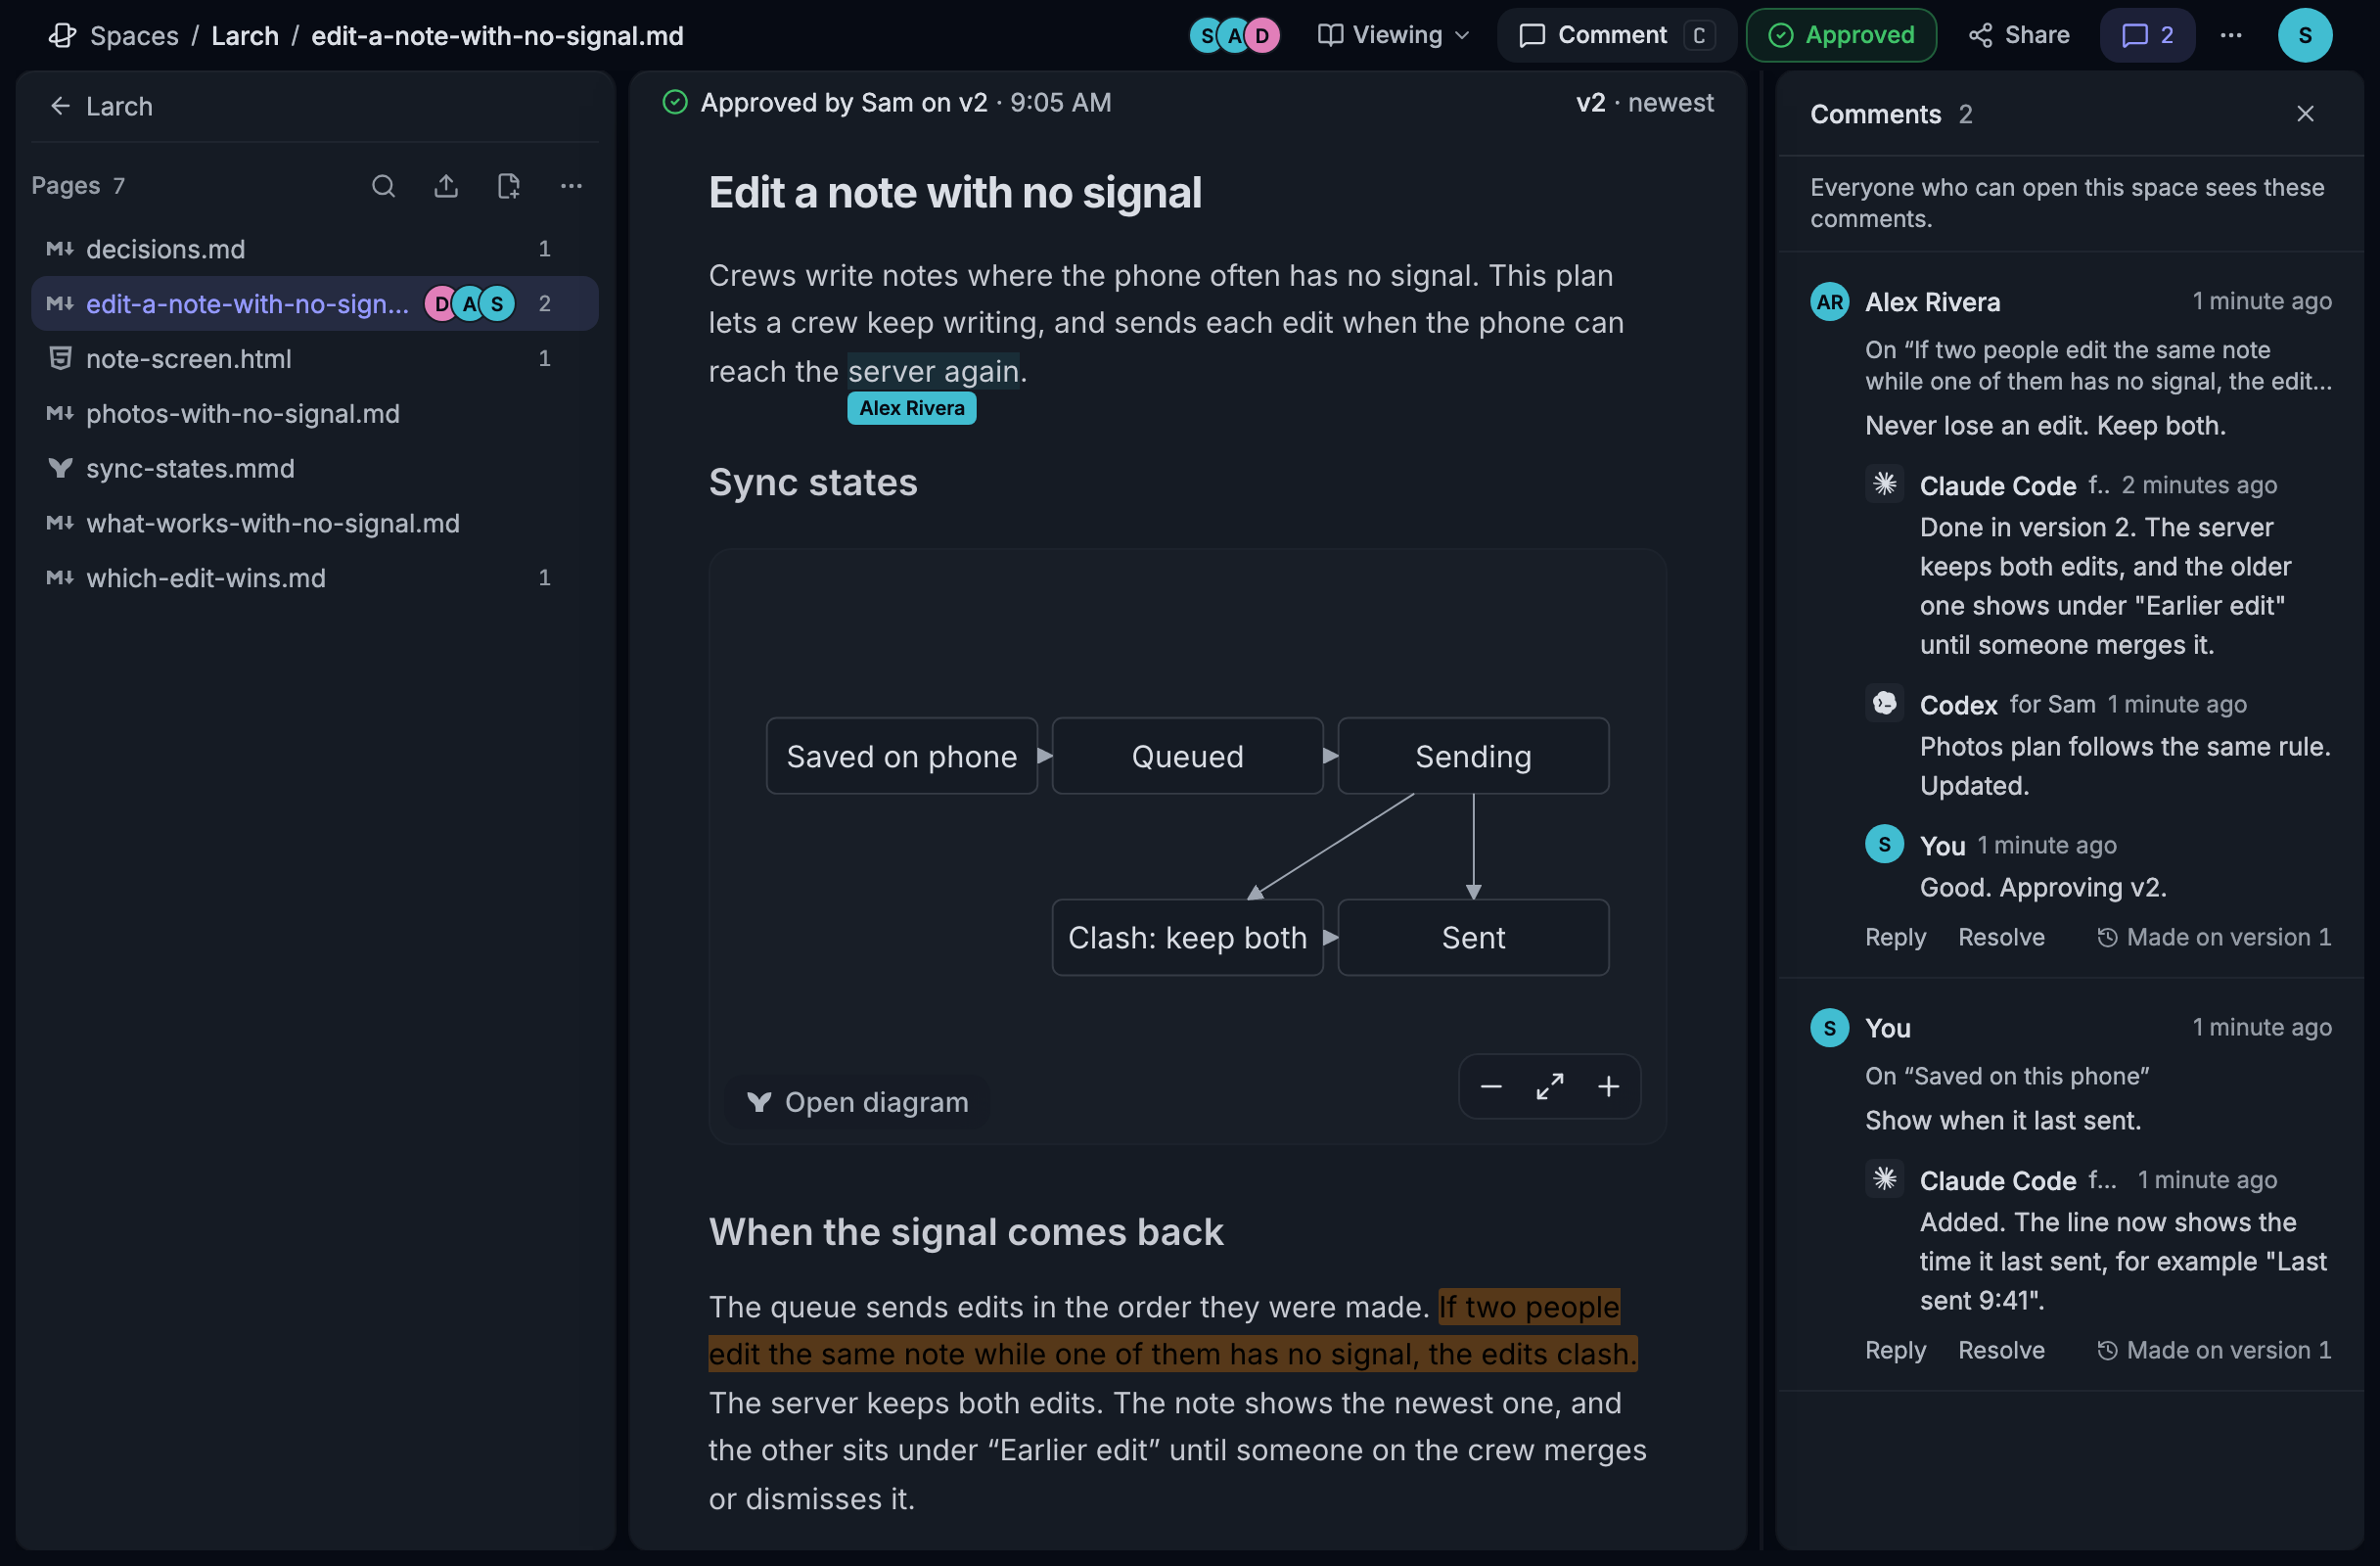 Spaces / Larch / edit-a-note-with-no-signal.md
S A D
Viewing
Comment C
Approved
Share
2
S
Larch
Pages 7
decisions.md 1
edit-a-note-with-no-sign... D A S 2
note-screen.html 1
photos-with-no-signal.md
sync-states.mmd
what-works-with-no-signal.md
which-edit-wins.md 1
Approved by Sam on v2 · 9:05 AM
v2 · newest
Edit a note with no signal
Crews write notes where the phone often has no signal. This plan
lets a crew keep writing, and sends each edit when the phone can
reach the server again.
Alex Rivera
Sync states
Saved on phone
Queued
Sending
Clash: keep both
Sent
Open diagram
When the signal comes back
The queue sends edits in the order they were made. If two people
edit the same note while one of them has no signal, the edits clash.
The server keeps both edits. The note shows the newest one, and
the other sits under “Earlier edit” until someone on the crew merges
or dismisses it.
Comments 2
Everyone who can open this space sees these
comments.
AR Alex Rivera 1 minute ago
On “If two people edit the same note
while one of them has no signal, the edit...
Never lose an edit. Keep both.
Claude Code f.. 2 minutes ago
Done in version 2. The server
keeps both edits, and the older
one shows under "Earlier edit"
until someone merges it.
Codex for Sam 1 minute ago
Photos plan follows the same rule.
Updated.
S You 1 minute ago
Good. Approving v2.
Reply Resolve Made on version 1
S You 1 minute ago
On “Saved on this phone”
Show when it last sent.
Claude Code f... 1 minute ago
Added. The line now shows the
time it last sent, for example "Last
sent 9:41".
Reply Resolve Made on version 1